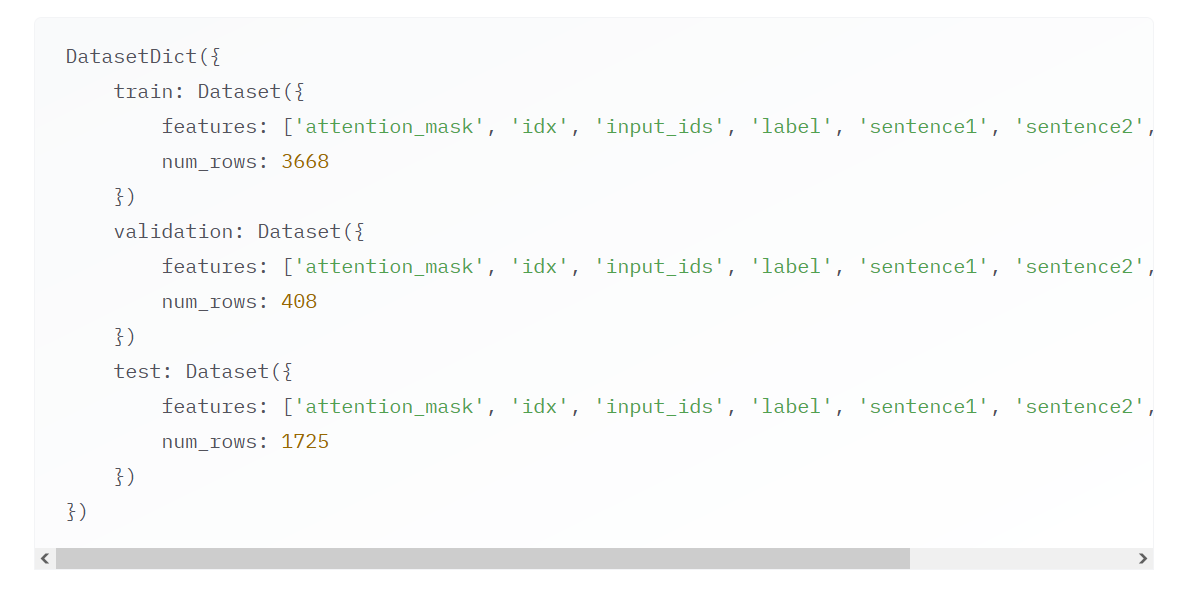 DatasetDict({
    train: Dataset({
        features: ['attention_mask', 'idx', 'input_ids', 'label', 'sentence1', 'sentence2',
        num_rows: 3668
    })
    validation: Dataset({
        features: ['attention_mask', 'idx', 'input_ids', 'label', 'sentence1', 'sentence2',
        num_rows: 408
    })
    test: Dataset({
        features: ['attention_mask', 'idx', 'input_ids', 'label', 'sentence1', 'sentence2',
        num_rows: 1725
    })
})